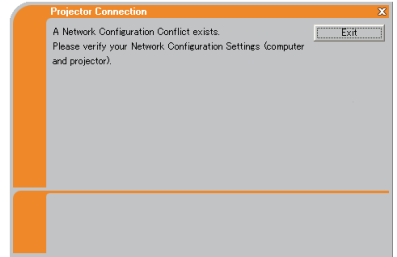 Projector Connection X
A Network Configuration Conflict exists. Exit
Please verify your Network Configuration Settings (computer
and projector).